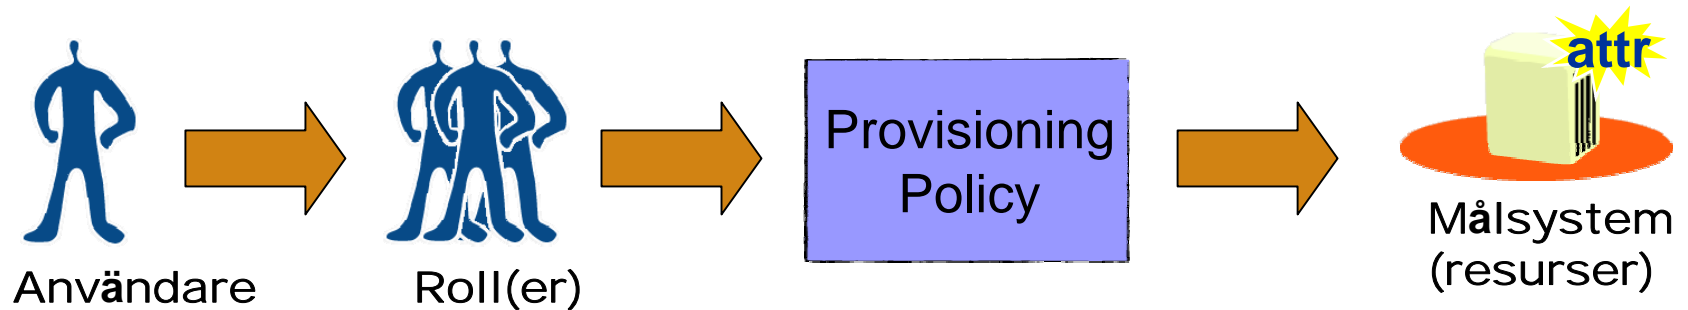 attr
Provisioning
Policy
Målsystem
(resurser)
Användare
Roll(er)